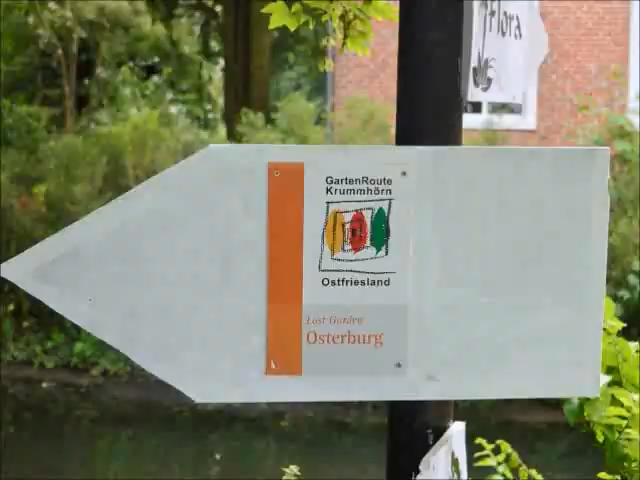 Flora
GartenRoute
Krummhörn
Ostfriesland
Lost Garden
Osterburg